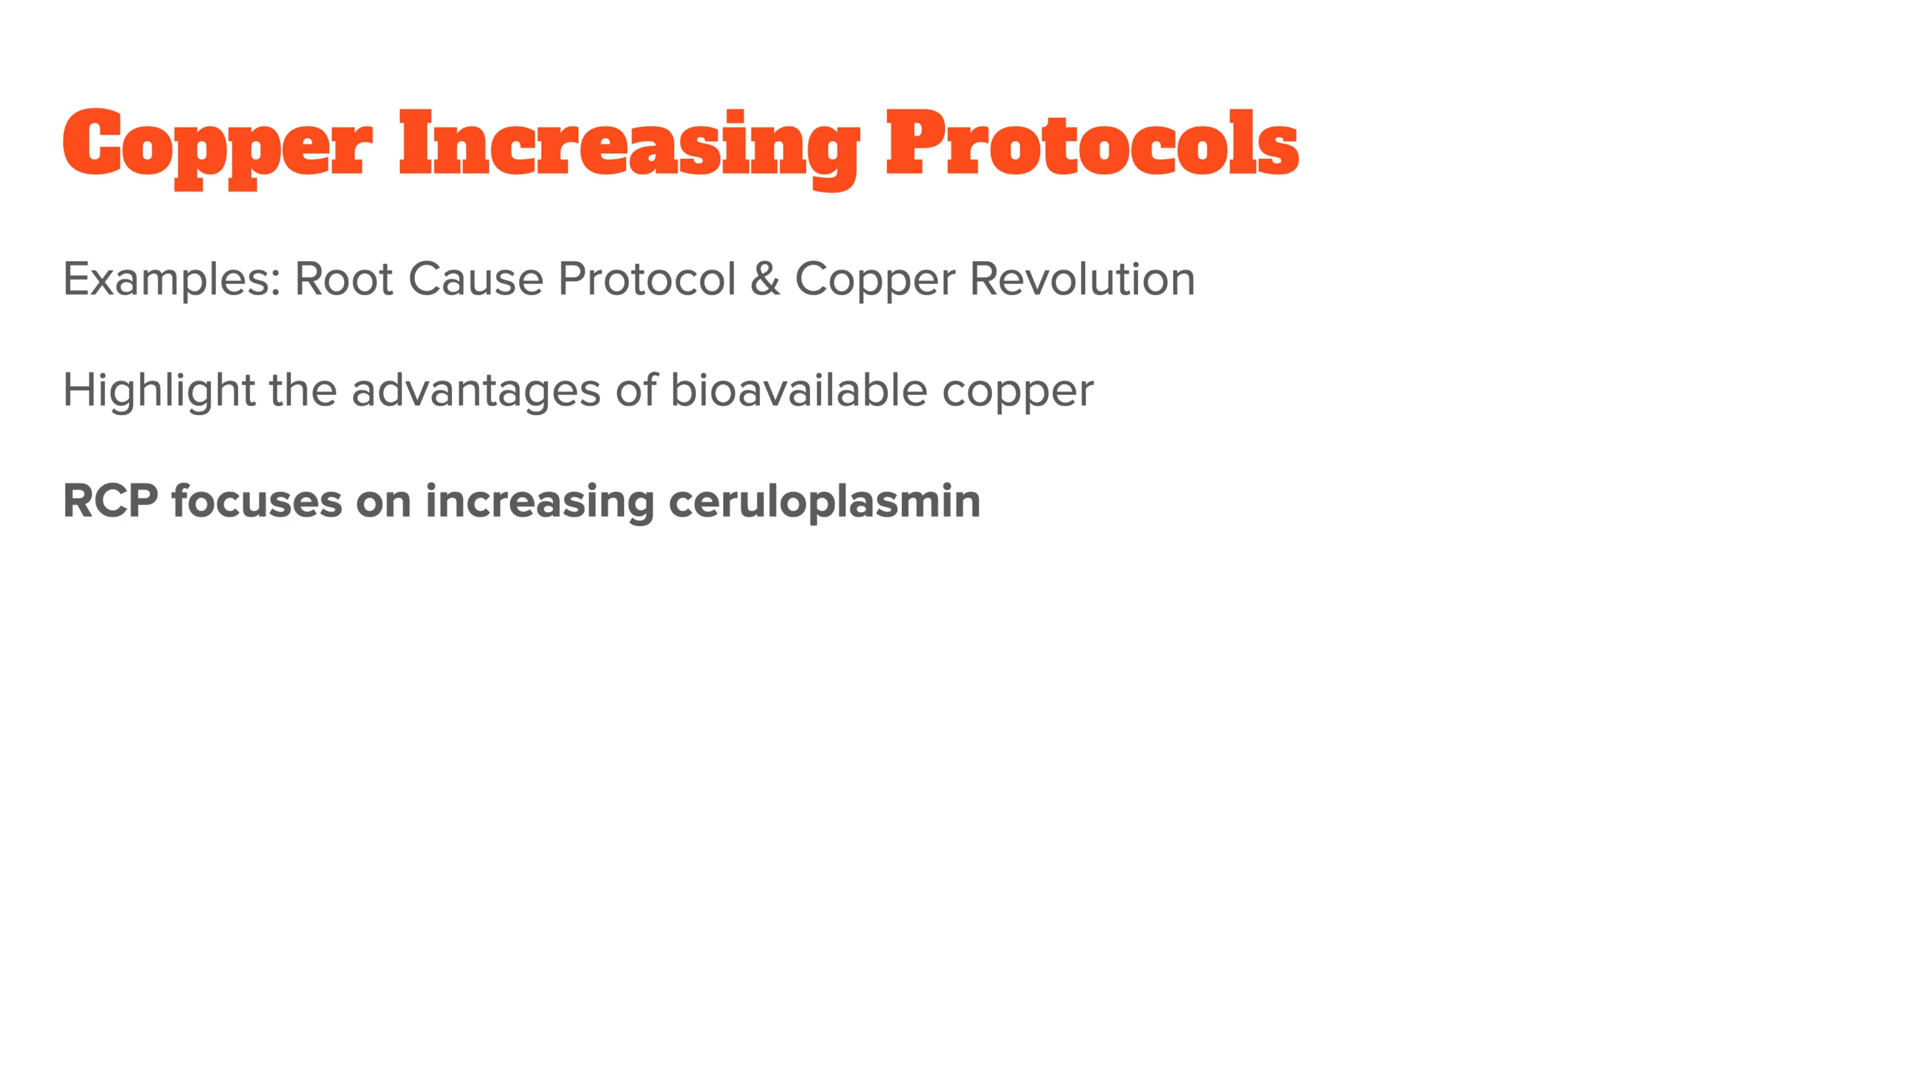 Copper Increasing Protocols
Examples: Root Cause Protocol & Copper Revolution
Highlight the advantages of bioavailable copper
RCP focuses on increasing ceruloplasmin